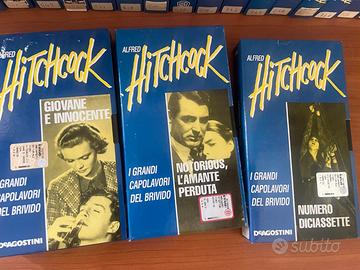 ALFRED
HiTCHCOCK
GIOVANE
E INNOCENTE
I GRANDI
CAPOLAVORI
DEL BRIVIDO
DEAGOSTINI
ALFRED
HiTCHCOCK
I GRANDI
CAPOLAVORI
DEL BRIVIDO
NOTORIOUS,
L'AMANTE
PERDUTA
ALFRED
HiTCHCOCK
I GRANDI
CAPOLAVORI
DEL BRIVIDO
NUMERO
DICIASSETTE
DEAGOSTINI
subito